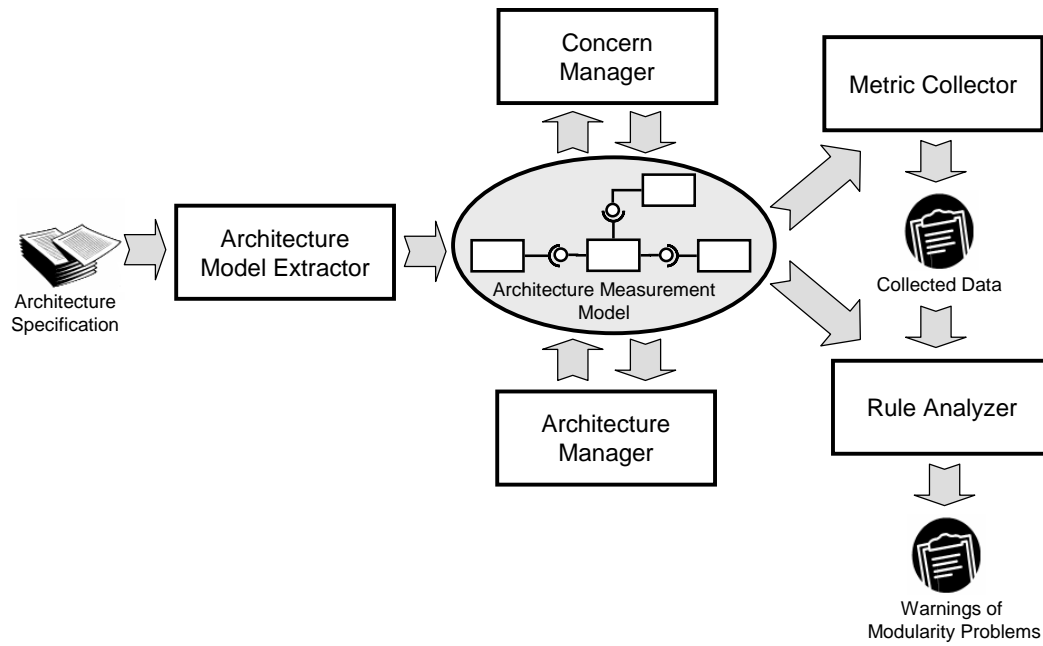 Concern
Manager
Metric Collector
Architecture
Model Extractor
Architecture
Specification
Architecture Measurement
Model
Collected Data
Architecture
Manager
Rule Analyzer
Warnings of
Modularity Problems